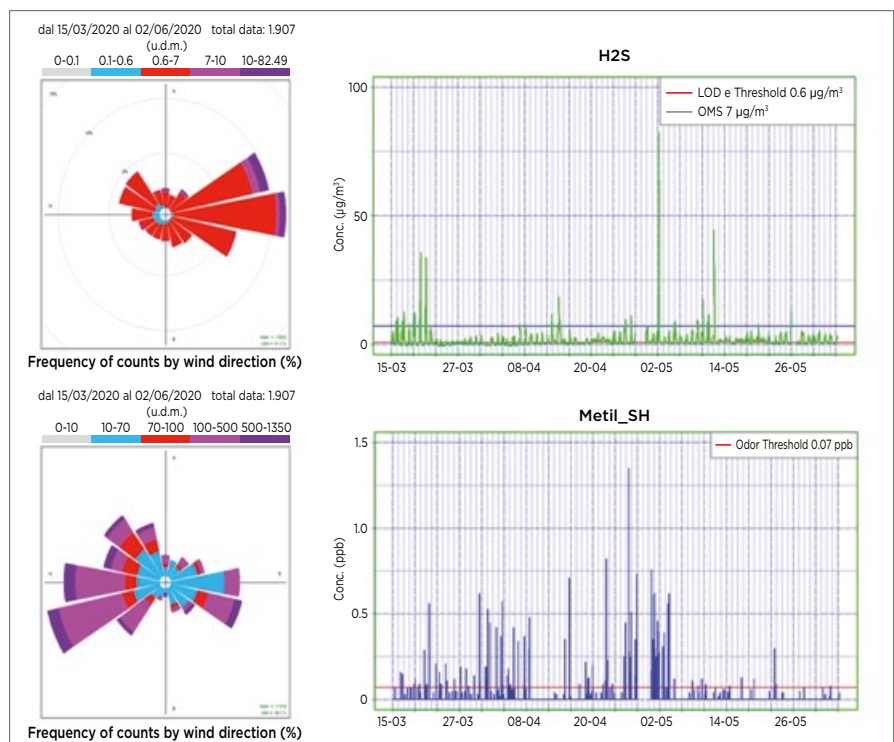 dal 15/03/2020 al 02/06/2020 total data: 1.907
(u.d.m.)
0-0.1 0.1-0.6 0.6-7 7-10 10-82.49
Frequency of counts by wind direction (%)
H2S
LOD e Threshold 0.6 µg/m³
OMS 7 µg/m³
Conc. (µg/m³)
100
50
0
15-03 27-03 08-04 20-04 02-05 14-05 26-05
dal 15/03/2020 al 02/06/2020 total data: 1.907
(u.d.m.)
0-10 10-70 70-100 100-500 500-1350
Frequency of counts by wind direction (%)
Metil_SH
Odor Threshold 0.07 ppb
Conc. (ppb)
1.5
1.0
0.5
0
15-03 27-03 08-04 20-04 02-05 14-05 26-05